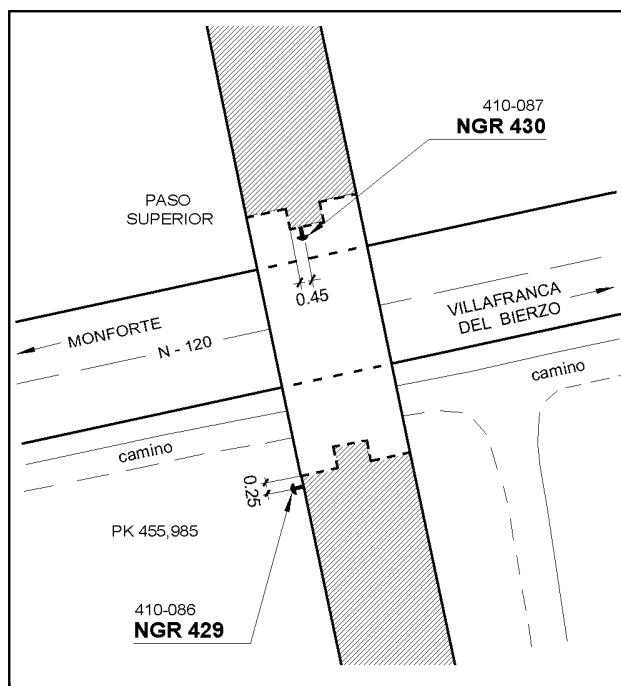 410-087
NGR 430
PASO
SUPERIOR
0.45
VILLAFRANCA
DEL BIERZO
MONFORTE
N - 120
camino
camino
0.25
PK 455,985
410-086
NGR 429